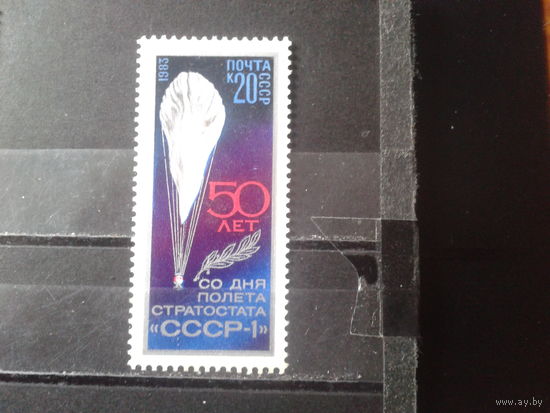 1983
ПОЧТА
СССР
К20
50
ЛЕТ
СО ДНЯ
ПОЛЕТА
СТРАТОСТАТА
«СССР-1»
www.ay.by